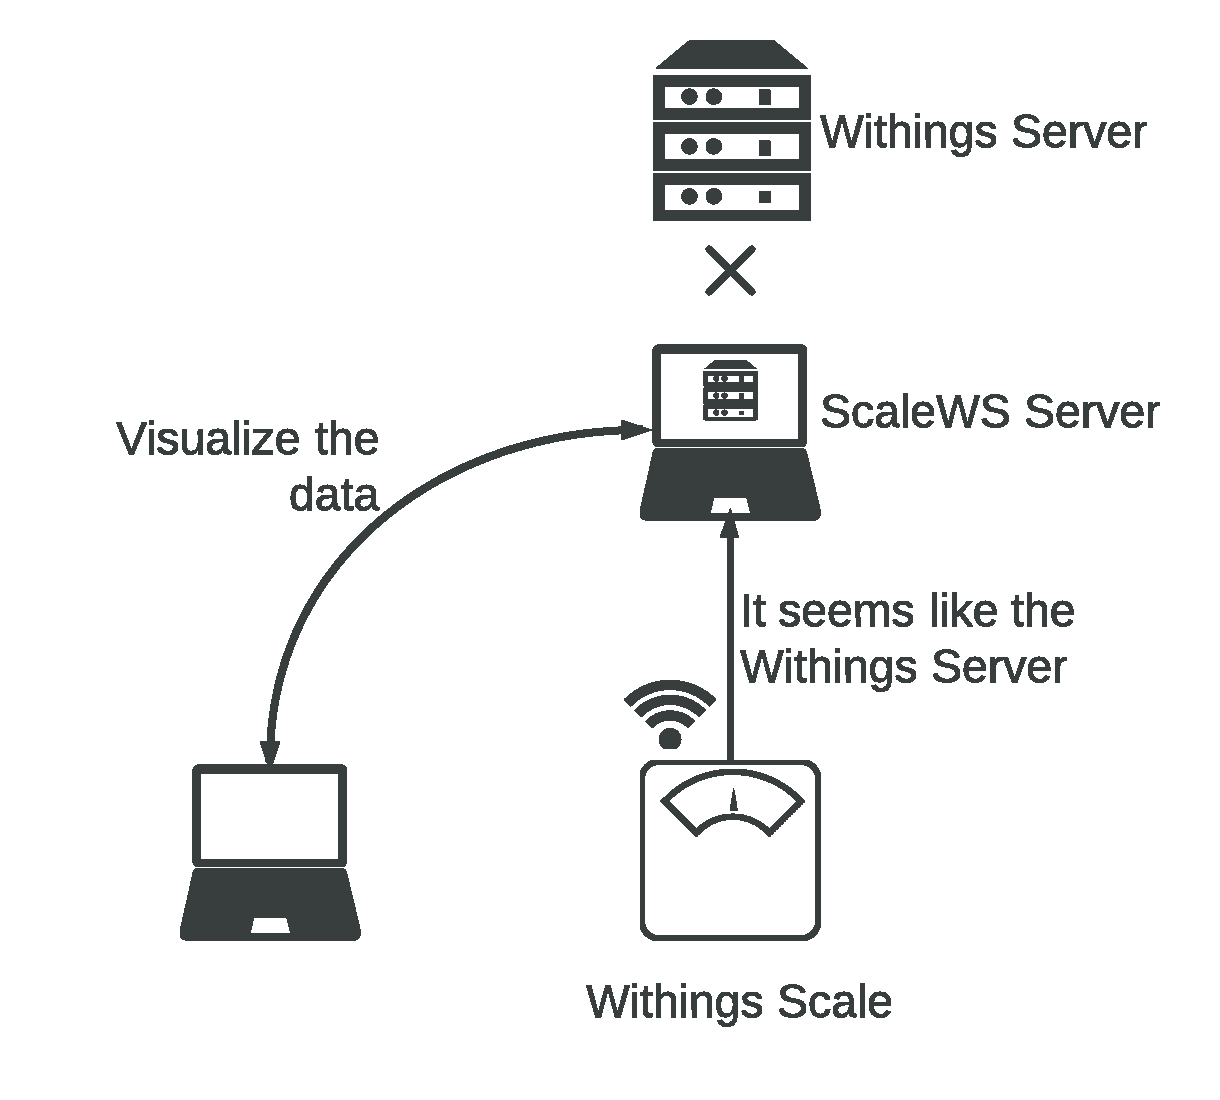 Withings Server
ScaleWS Server
Visualize the
data
It seems like the
Withings Server
Withings Scale